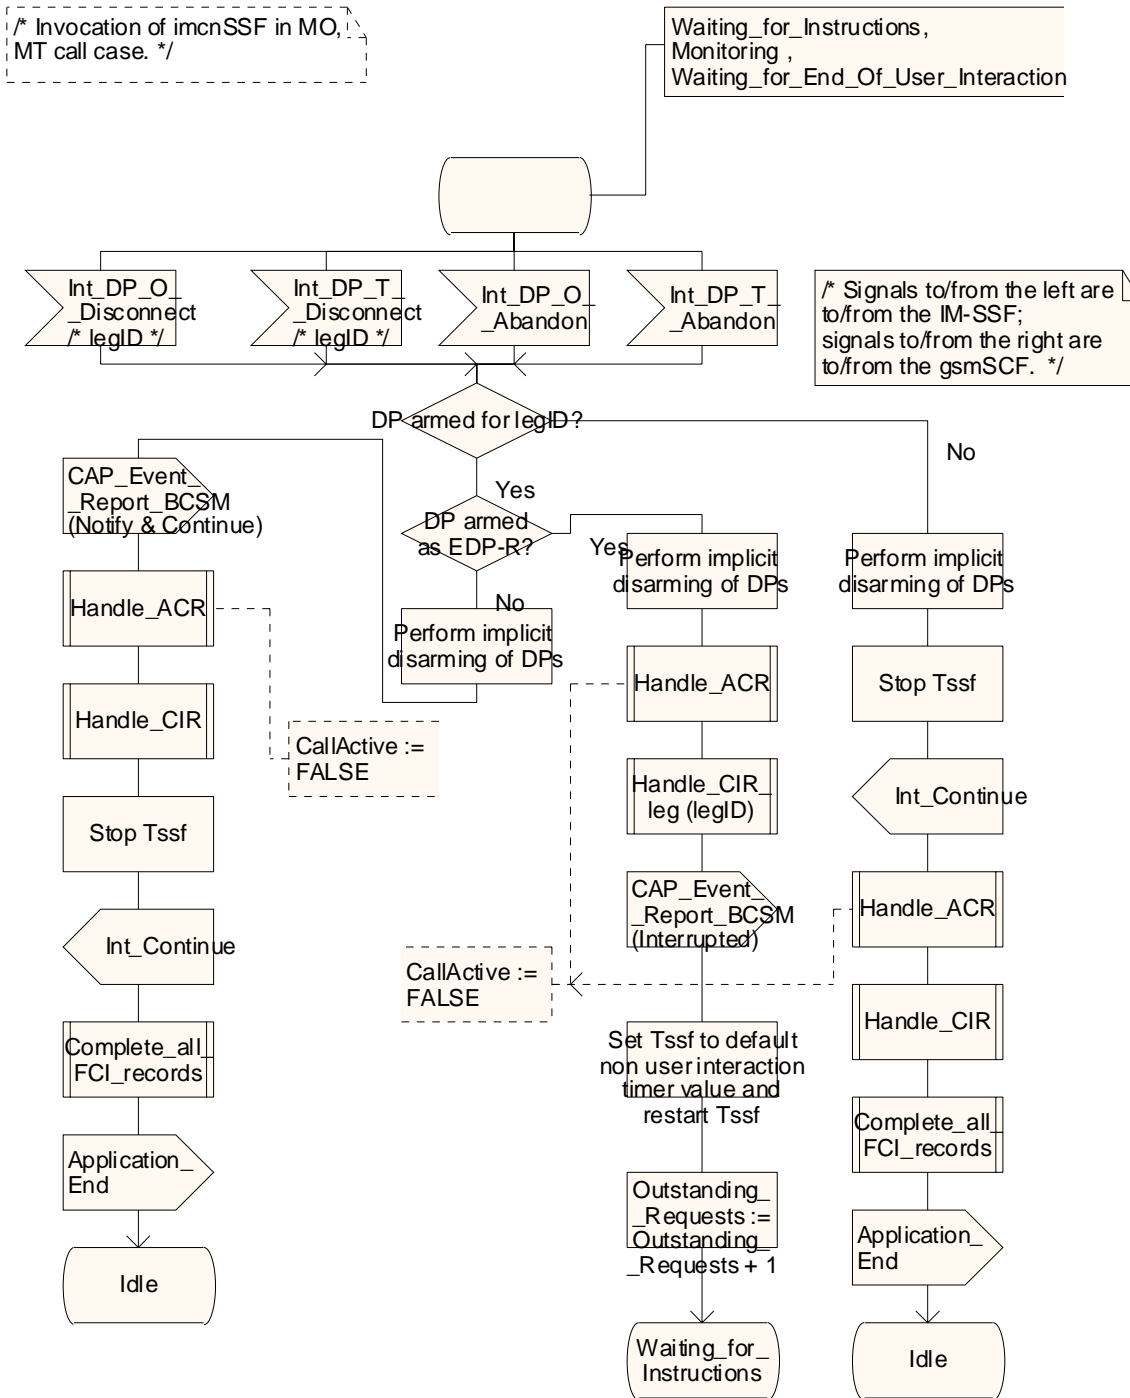 /* Invocation of imcnSSF in MO,
MT call case. */
Waiting_for_Instructions,
Monitoring ,
Waiting_for_End_Of_User_Interaction
Int_DP_O_
_Disconnect
/* legID */
Int_DP_T_
_Disconnect
/* legID */
Int_DP_O_
_Abandon
Int_DP_T_
_Abandon
/* Signals to/from the left are
to/from the IM-SSF;
signals to/from the right are
to/from the gsmSCF. */
DP armed for legID?
No
Yes
CAP_Event_
_Report_BCSM
(Notify & Continue)
DP armed
as EDP-R?
Yes
No
Perform implicit
disarming of DPs
Perform implicit
disarming of DPs
Perform implicit
disarming of DPs
Handle_ACR
Handle_ACR
Stop Tssf
Handle_CIR
CallActive :=
FALSE
Handle_CIR_
leg (legID)
Int_Continue
Stop Tssf
CAP_Event_
_Report_BCSM
(Interrupted)
Handle_ACR
Int_Continue
CallActive :=
FALSE
Handle_CIR
Complete_all_
FCI_records
Set Tssf to default
non user interaction
timer value and
restart Tssf
Complete_all_
FCI_records
Application_
End
Outstanding_
_Requests :=
Outstanding_
_Requests + 1
Application_
End
Idle
Waiting_for_
Instructions
Idle